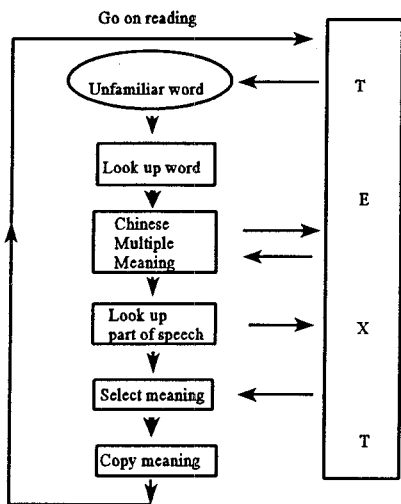 Go on reading
Unfamiliar word
Look up word
Chinese
Multiple
Meaning
Look up
part of speech
Select meaning
Copy meaning
T
E
X
T